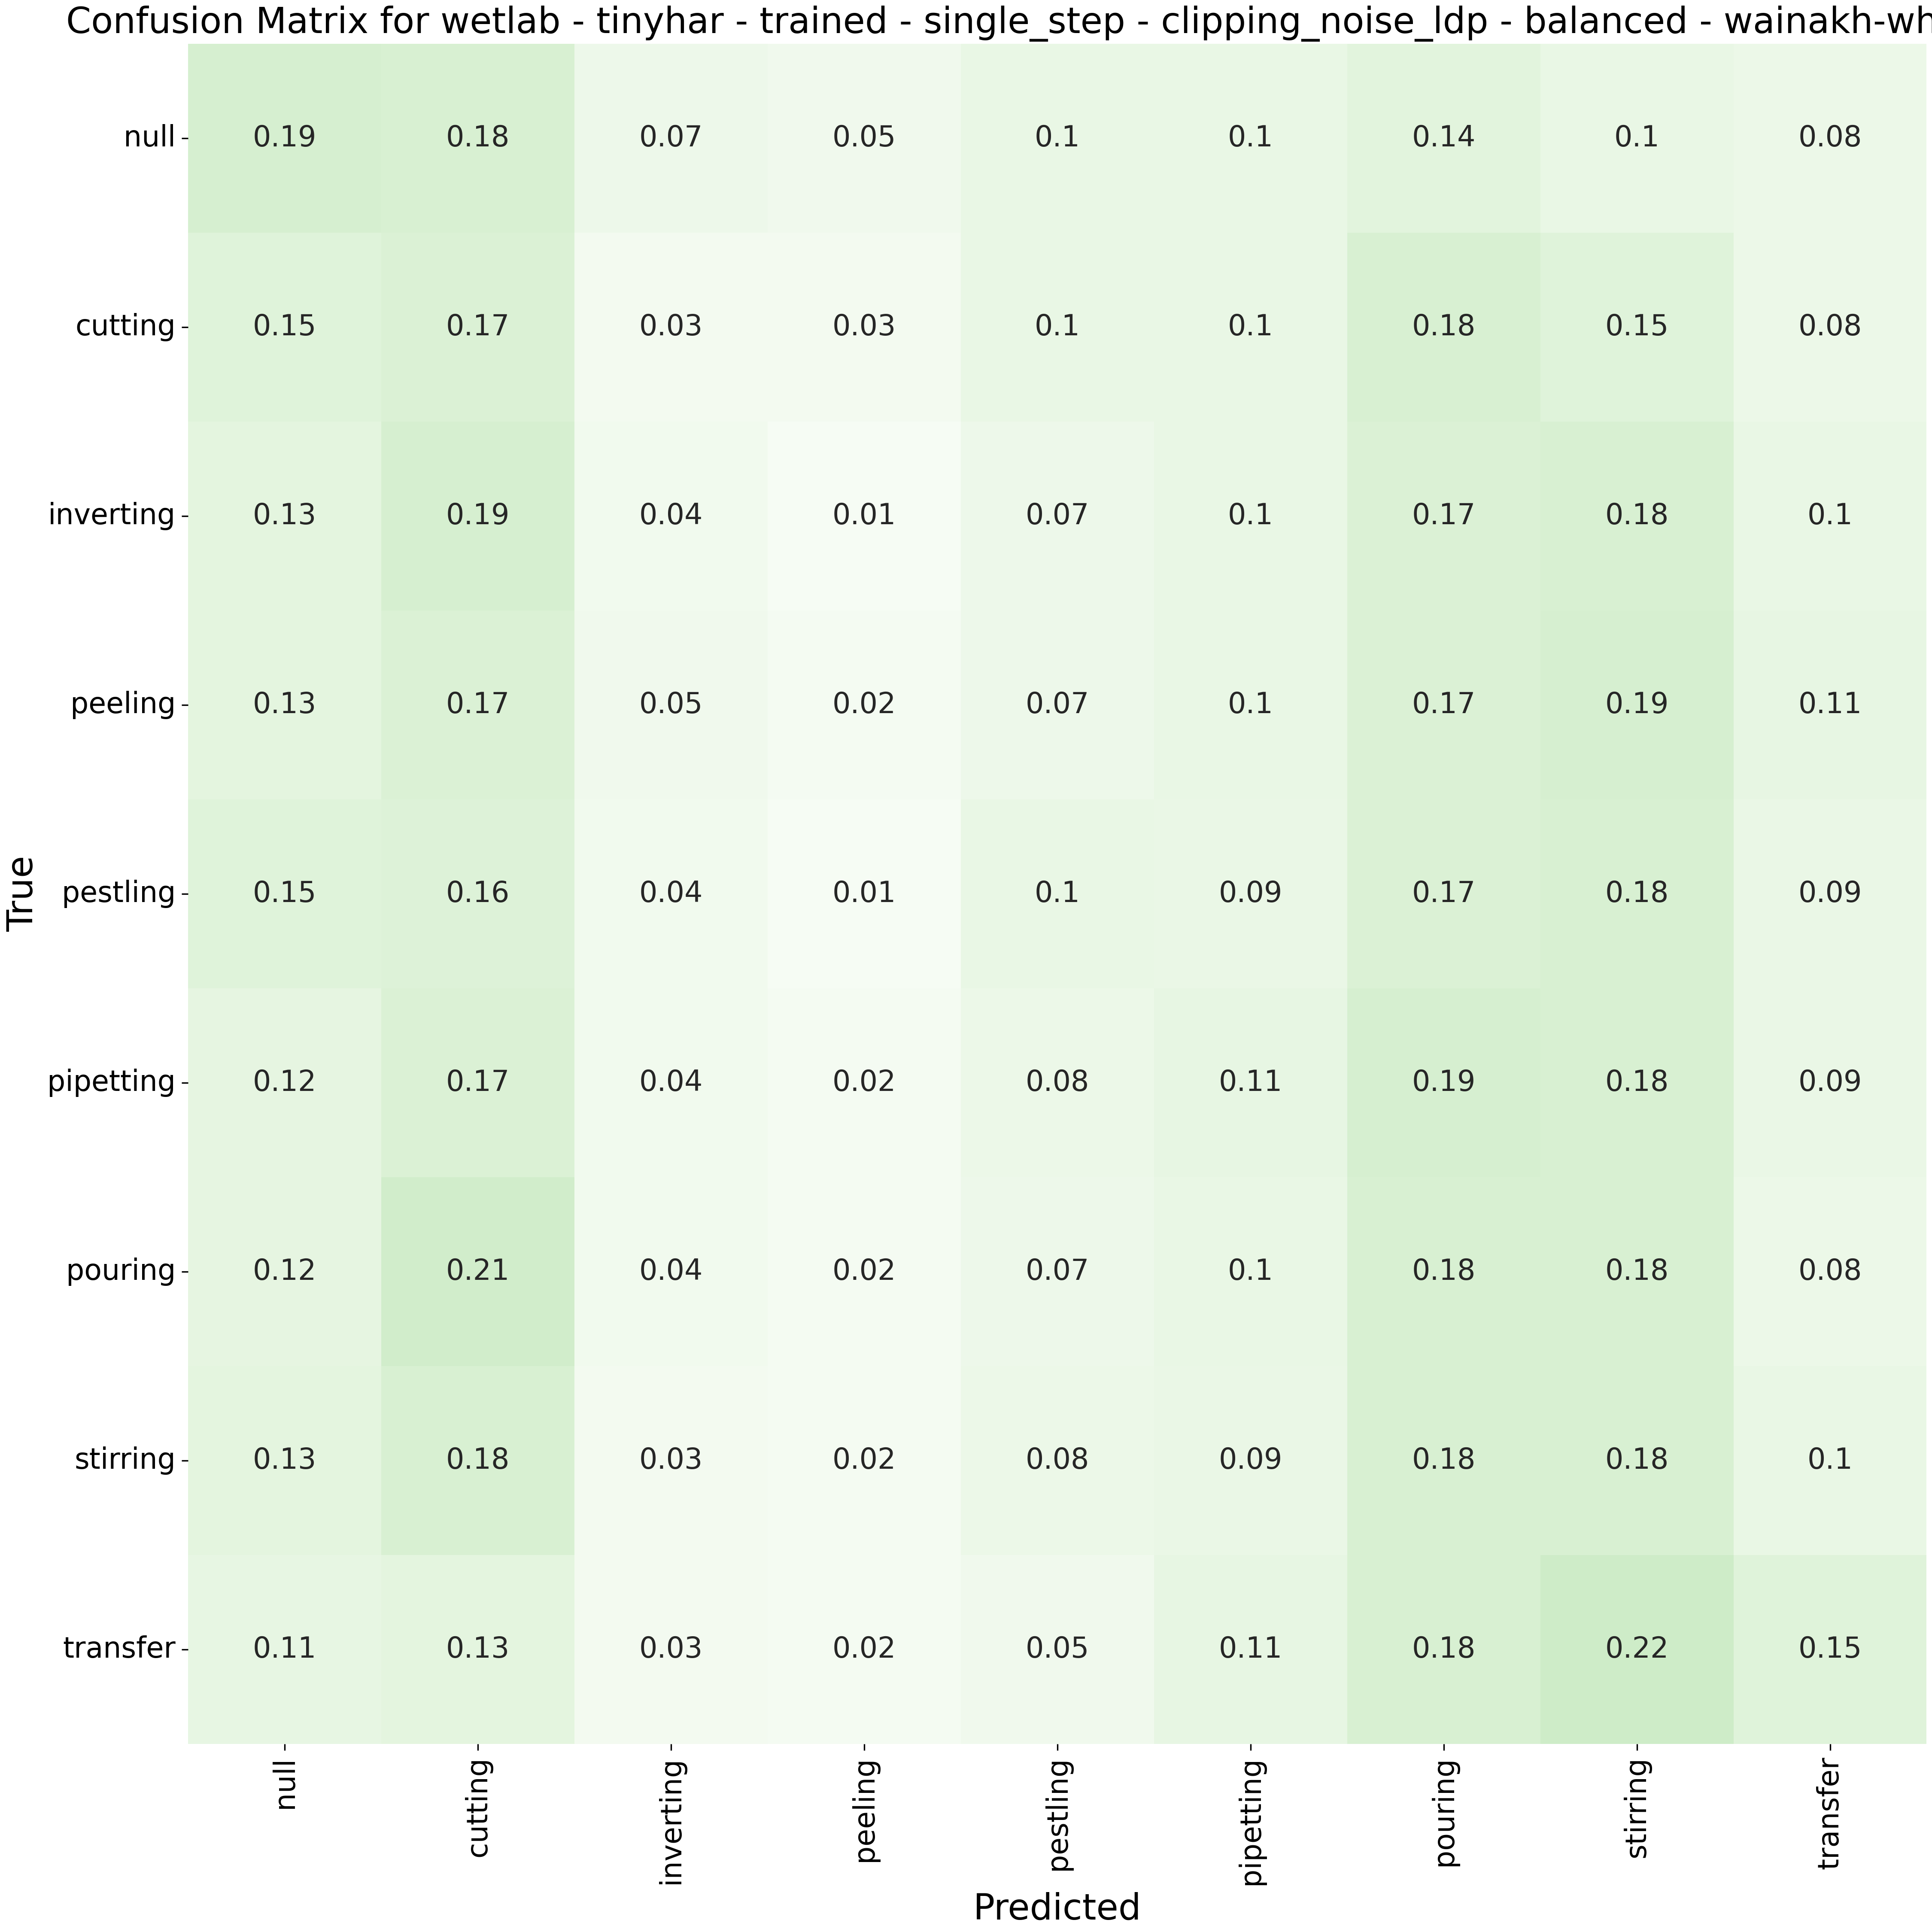 Confusion Matrix for wetlab - tinyhar - trained - single_step - clipping_noise_ldp - balanced - wainakh-wh
null 0.19 0.18 0.07 0.05 0.1 0.1 0.14 0.1 0.08
cutting 0.15 0.17 0.03 0.03 0.1 0.1 0.18 0.15 0.08
inverting 0.13 0.19 0.04 0.01 0.07 0.1 0.17 0.18 0.1
peeling 0.13 0.17 0.05 0.02 0.07 0.1 0.17 0.19 0.11
pestling 0.15 0.16 0.04 0.01 0.1 0.09 0.17 0.18 0.09
pipetting 0.12 0.17 0.04 0.02 0.08 0.11 0.19 0.18 0.09
pouring 0.12 0.21 0.04 0.02 0.07 0.1 0.18 0.18 0.08
stirring 0.13 0.18 0.03 0.02 0.08 0.09 0.18 0.18 0.1
transfer 0.11 0.13 0.03 0.02 0.05 0.11 0.18 0.22 0.15
True
null cutting inverting peeling pestling pipetting pouring stirring transfer
Predicted